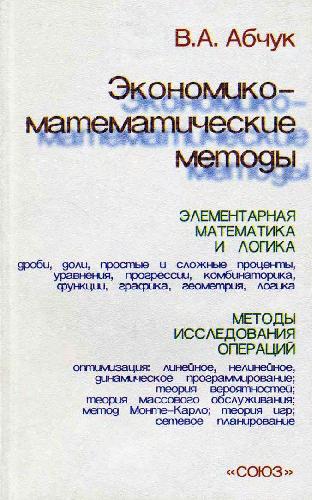 В.А. Абчук
Экономико-
математические
методы
ЭЛЕМЕНТАРНАЯ
МАТЕМАТИКА
И ЛОГИКА
дроби, доли, простые и сложные проценты,
уравнения, прогрессии, комбинаторика,
функции, графика, геометрия, логика
МЕТОДЫ
ИССЛЕДОВАНИЯ
ОПЕРАЦИЙ
оптимизация: линейное, нелинейное,
динамическое программирование;
теория вероятностей;
теория массового обслуживания;
метод Монте-Карло; теория игр;
сетевое планирование
«СОЮЗ»